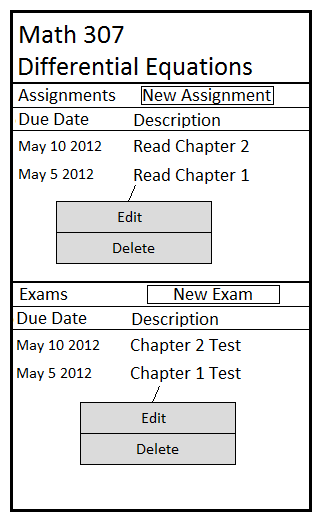 Math 307
Differential Equations
Assignments New Assignment
Due Date Description
May 10 2012 Read Chapter 2
May 5 2012 Read Chapter 1
Edit
Delete
Exams New Exam
Due Date Description
May 10 2012 Chapter 2 Test
May 5 2012 Chapter 1 Test
Edit
Delete